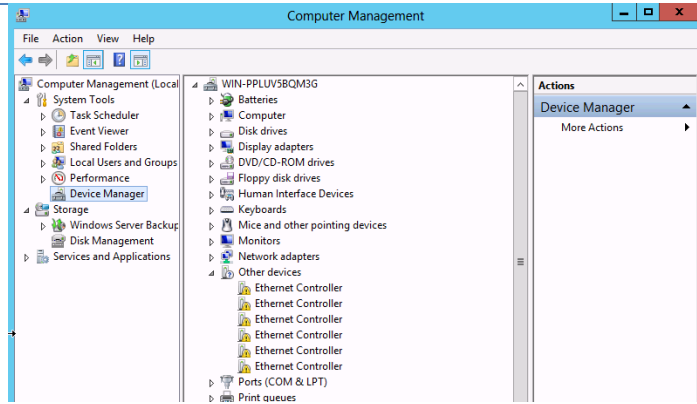 Computer Management
File Action View Help
Computer Management (Local
System Tools
Task Scheduler
Event Viewer
Shared Folders
Local Users and Groups
Performance
Device Manager
Storage
Windows Server Backup
Disk Management
Services and Applications
WIN-PPLUV5BQM3G
Batteries
Computer
Disk drives
Display adapters
DVD/CD-ROM drives
Floppy disk drives
Human Interface Devices
Keyboards
Mice and other pointing devices
Monitors
Network adapters
Other devices
Ethernet Controller
Ethernet Controller
Ethernet Controller
Ethernet Controller
Ethernet Controller
Ethernet Controller
Ports (COM & LPT)
Print queues
Actions
Device Manager
More Actions